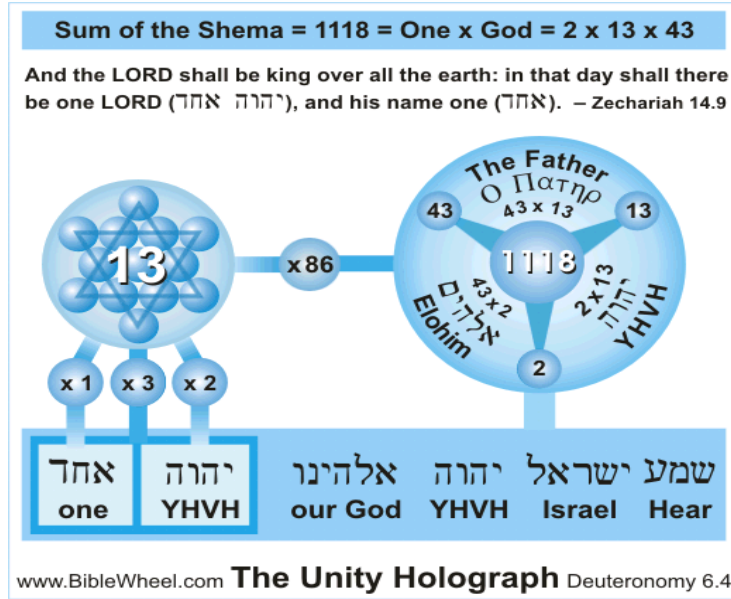 Sum of the Shema = 1118 = One x God = 2 x 13 x 43
And the LORD shall be king over all the earth: in that day shall there
be one LORD (יהוה אחד), and his name one (אחד). – Zechariah 14.9
The Father
Ο Πατηρ
43 x 13
43
13
13
x 86
1118
43 x 2
אלהים
Elohim
2 x 13
יהוה
YHVH
2
x 1
x 3
x 2
שמע ישראל יהוה אלהינו יהוה אחד
one YHVH our God YHVH Israel Hear
www.BibleWheel.com The Unity Holograph Deuteronomy 6.4